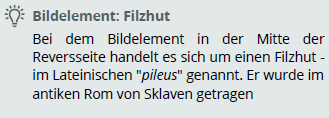 Bildelement: Filzhut
Bei dem Bildelement in der Mitte der
Reversseite handelt es sich um einen Filzhut -
im Lateinischen "pileus" genannt. Er wurde im
antiken Rom von Sklaven getragen